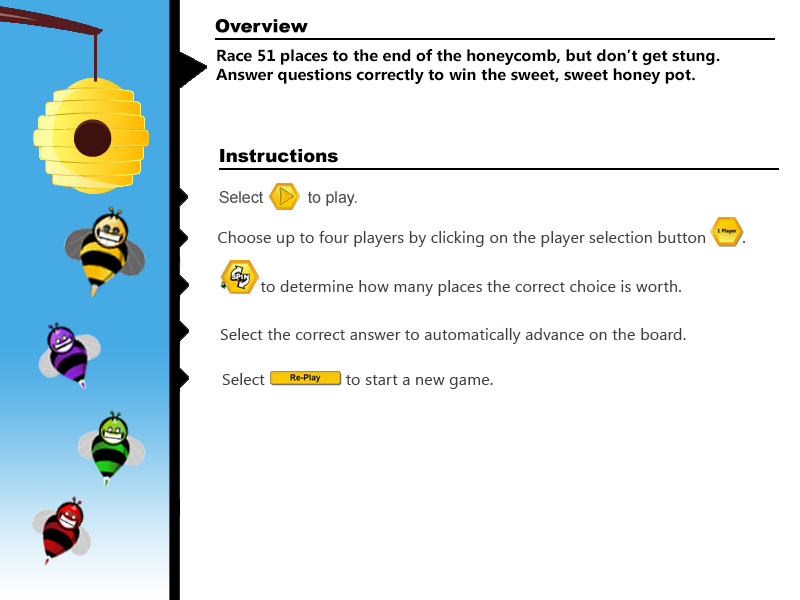 Overview
Race 51 places to the end of the honeycomb, but don’t get stung.
Answer questions correctly to win the sweet, sweet honey pot.
Instructions
Select to play.
Choose up to four players by clicking on the player selection button 1 Player .
SPIN to determine how many places the correct choice is worth.
Select the correct answer to automatically advance on the board.
Select Re-Play to start a new game.